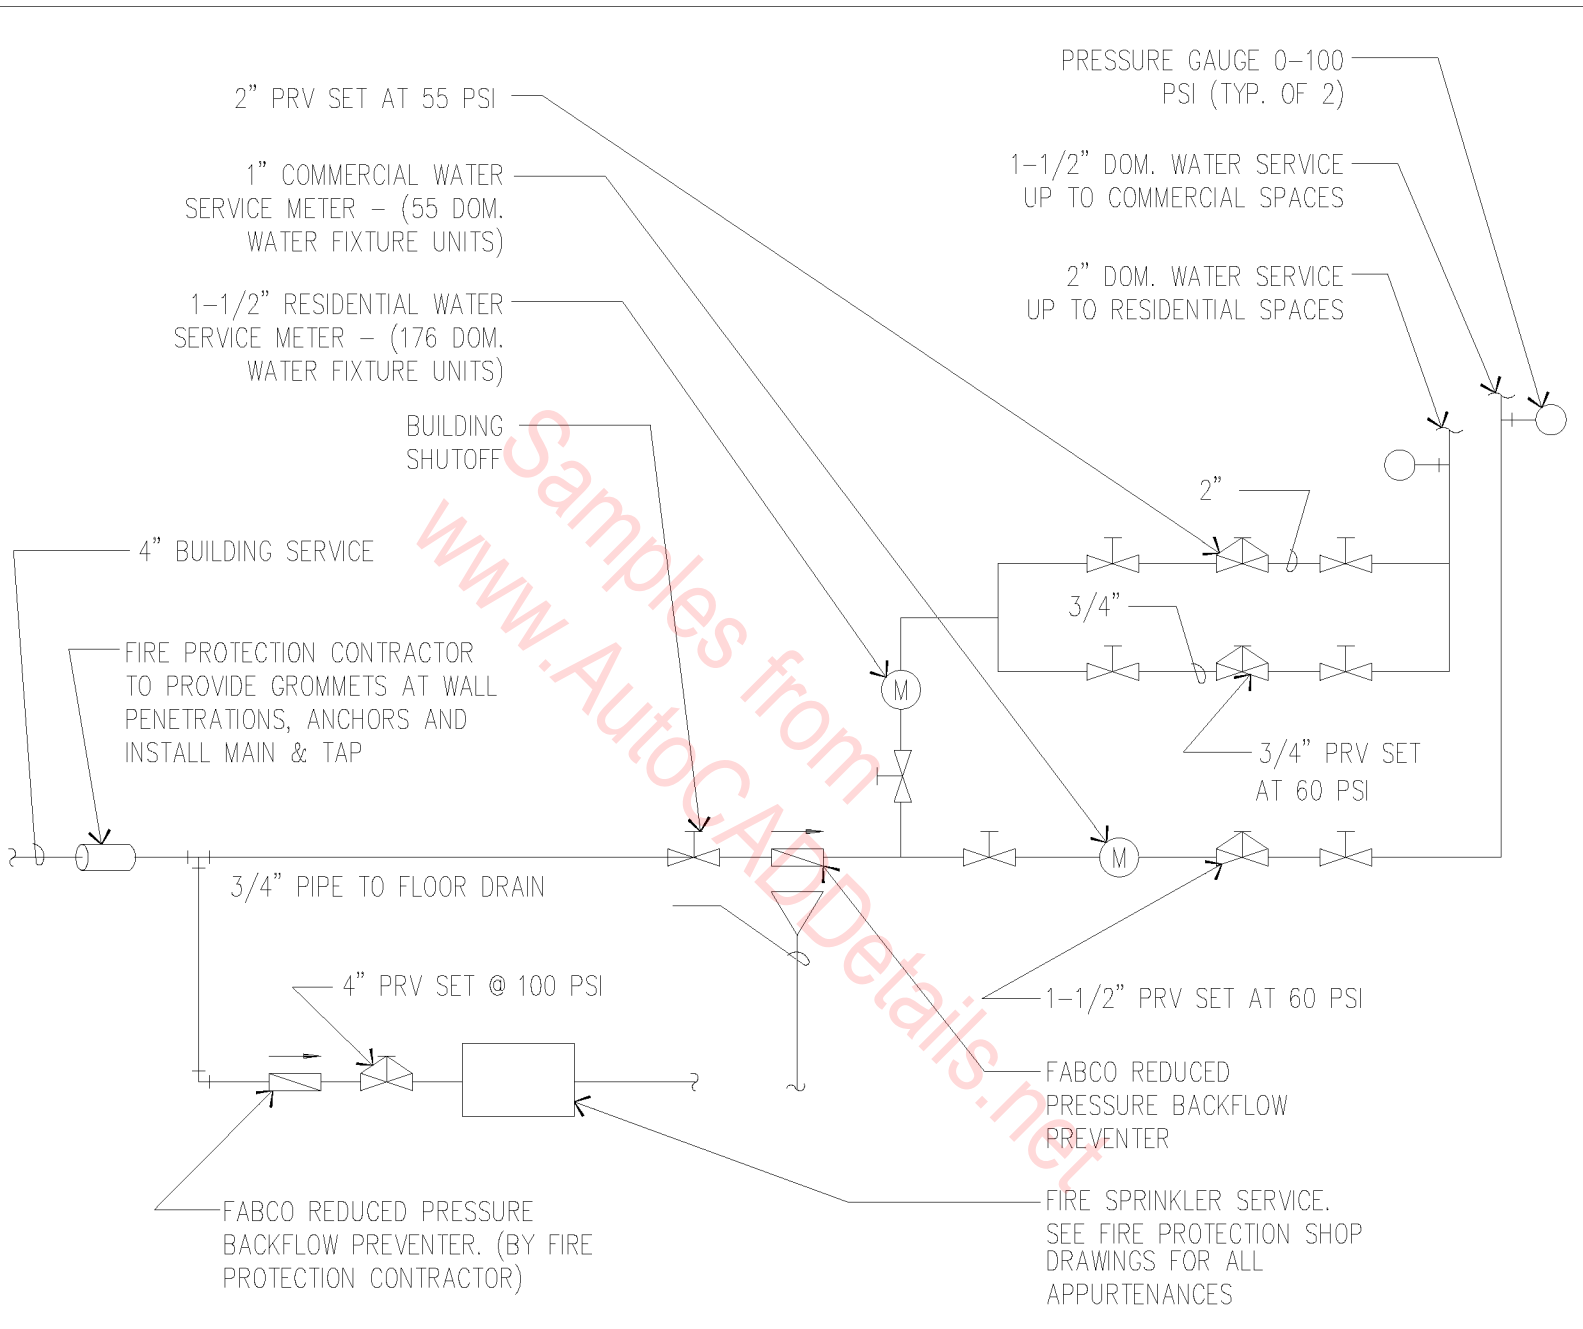 2” PRV SET AT 55 PSI
1” COMMERCIAL WATER
SERVICE METER – (55 DOM.
WATER FIXTURE UNITS)
1–1/2” RESIDENTIAL WATER
SERVICE METER – (176 DOM.
WATER FIXTURE UNITS)
BUILDING
SHUTOFF
4” BUILDING SERVICE
FIRE PROTECTION CONTRACTOR
TO PROVIDE GROMMETS AT WALL
PENETRATIONS, ANCHORS AND
INSTALL MAIN & TAP
PRESSURE GAUGE 0–100
PSI (TYP. OF 2)
1–1/2” DOM. WATER SERVICE
UP TO COMMERCIAL SPACES
2” DOM. WATER SERVICE
UP TO RESIDENTIAL SPACES
2”
3/4”
M
3/4” PRV SET
AT 60 PSI
M
3/4” PIPE TO FLOOR DRAIN
4” PRV SET @ 100 PSI
1–1/2” PRV SET AT 60 PSI
FABCO REDUCED
PRESSURE BACKFLOW
PREVENTER
FABCO REDUCED PRESSURE
BACKFLOW PREVENTER. (BY FIRE
PROTECTION CONTRACTOR)
FIRE SPRINKLER SERVICE.
SEE FIRE PROTECTION SHOP
DRAWINGS FOR ALL
APPURTENANCES
Samples from
www.AutoCADDetails.net